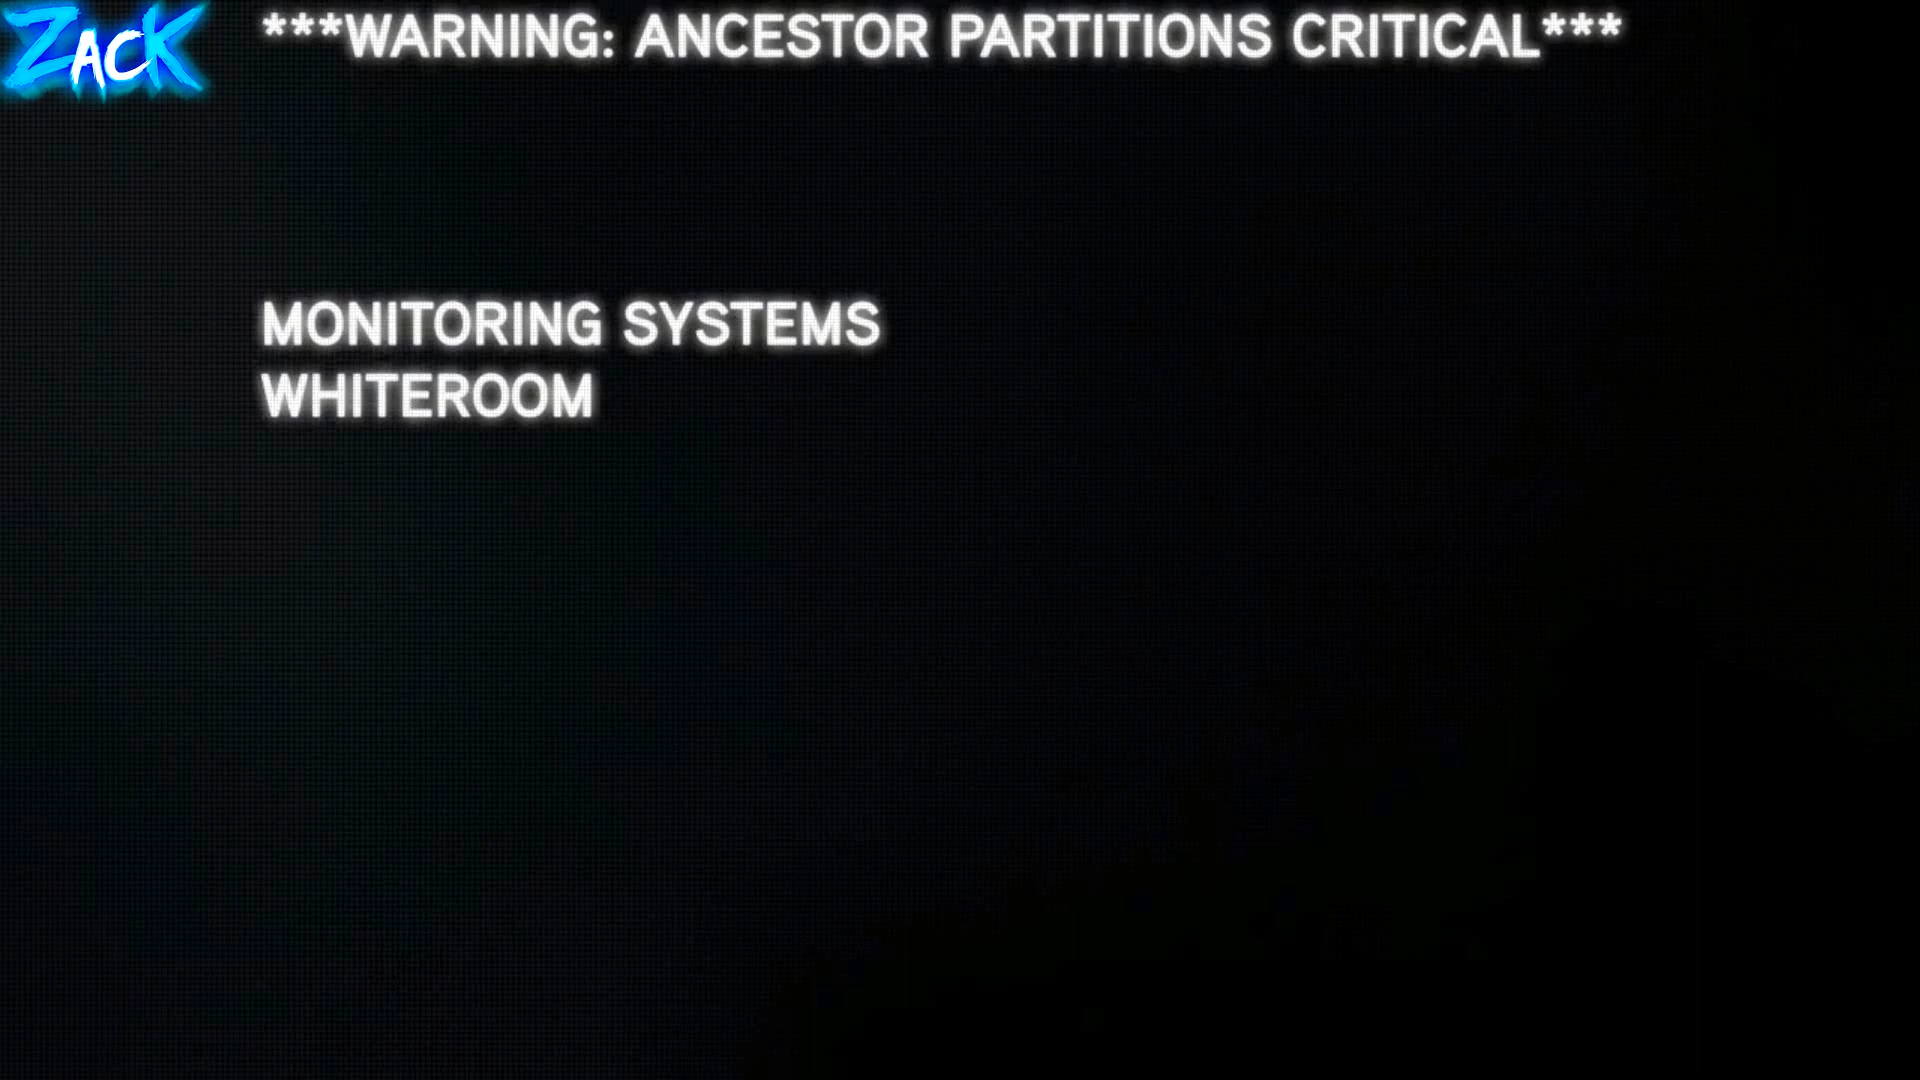 ZACK
***WARNING: ANCESTOR PARTITIONS CRITICAL***
MONITORING SYSTEMS
WHITEROOM